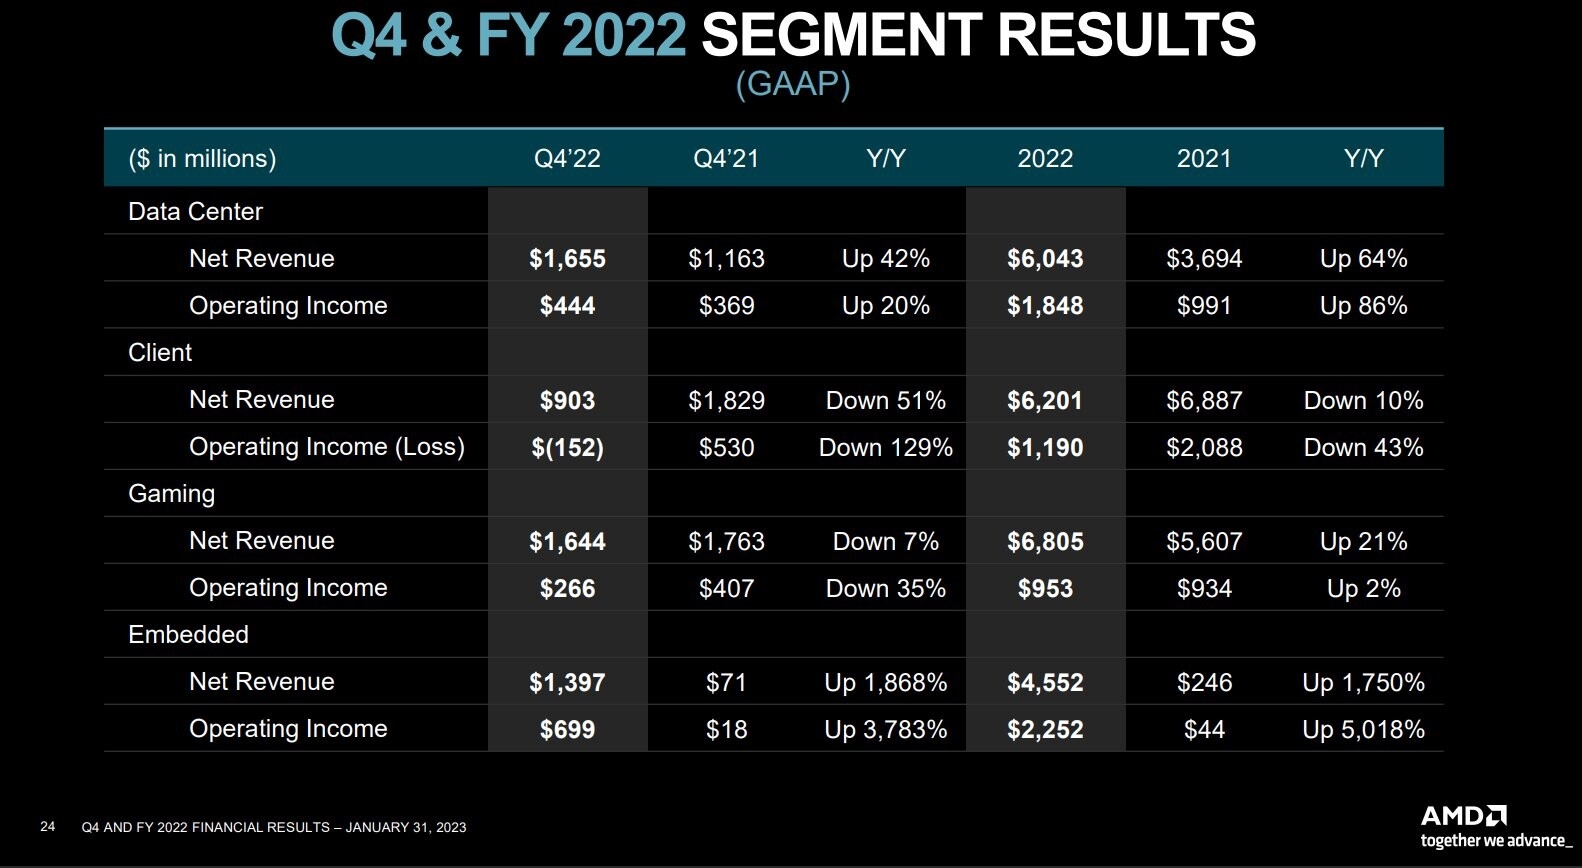 Q4 & FY 2022 SEGMENT RESULTS
(GAAP)
($ in millions) Q4’22 Q4’21 Y/Y 2022 2021 Y/Y
Data Center
Net Revenue $1,655 $1,163 Up 42% $6,043 $3,694 Up 64%
Operating Income $444 $369 Up 20% $1,848 $991 Up 86%
Client
Net Revenue $903 $1,829 Down 51% $6,201 $6,887 Down 10%
Operating Income (Loss) $(152) $530 Down 129% $1,190 $2,088 Down 43%
Gaming
Net Revenue $1,644 $1,763 Down 7% $6,805 $5,607 Up 21%
Operating Income $266 $407 Down 35% $953 $934 Up 2%
Embedded
Net Revenue $1,397 $71 Up 1,868% $4,552 $246 Up 1,750%
Operating Income $699 $18 Up 3,783% $2,252 $44 Up 5,018%
24 Q4 AND FY 2022 FINANCIAL RESULTS – JANUARY 31, 2023
AMD
together we advance_